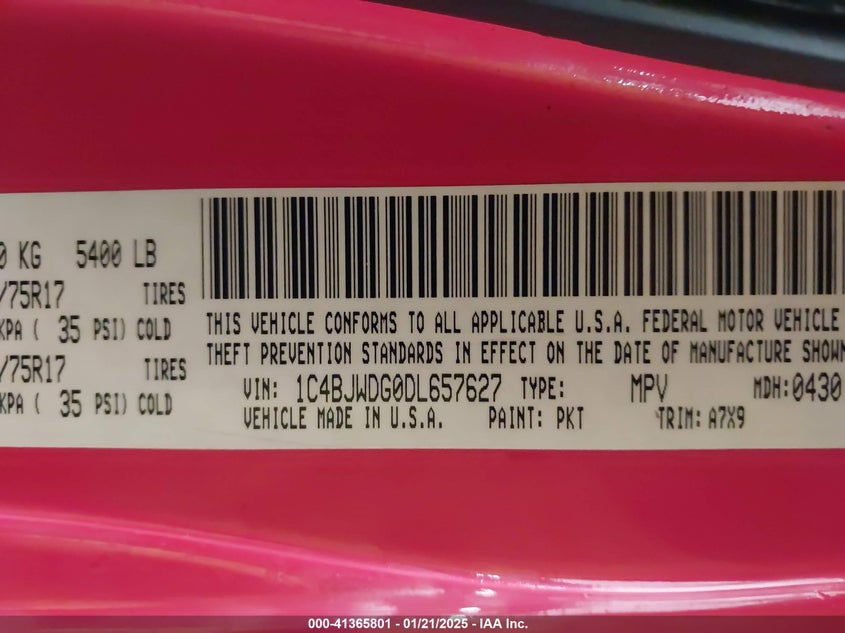 0 KG 5400 LB
/75R17 TIRES
KPA ( 35 PSI) COLD
/75R17 TIRES
KPA ( 35 PSI) COLD
THIS VEHICLE CONFORMS TO ALL APPLICABLE U.S.A. FEDERAL MOTOR VEHICLE
THEFT PREVENTION STANDARDS IN EFFECT ON THE DATE OF MANUFACTURE SHOWN
VIN: 1C4BJWDG0DL657627 TYPE: MPV MDH:0430
VEHICLE MADE IN U.S.A. PAINT: PKT TRIM: A7X9
000-41365801 - 01/21/2025 - IAA Inc.